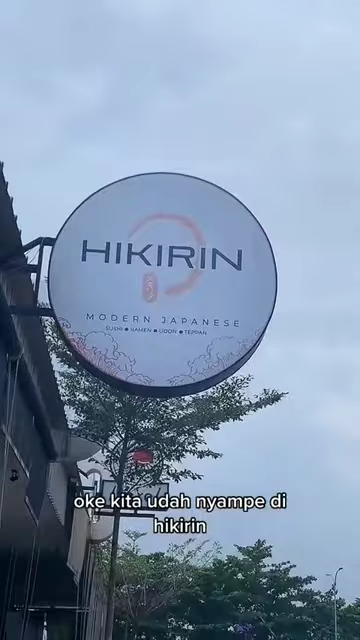 HIKIRIN
MODERN JAPANESE
SUSHI ● RAMEN ● UDON ● TEPPAN
oke kita udah nyampe di
hikirin